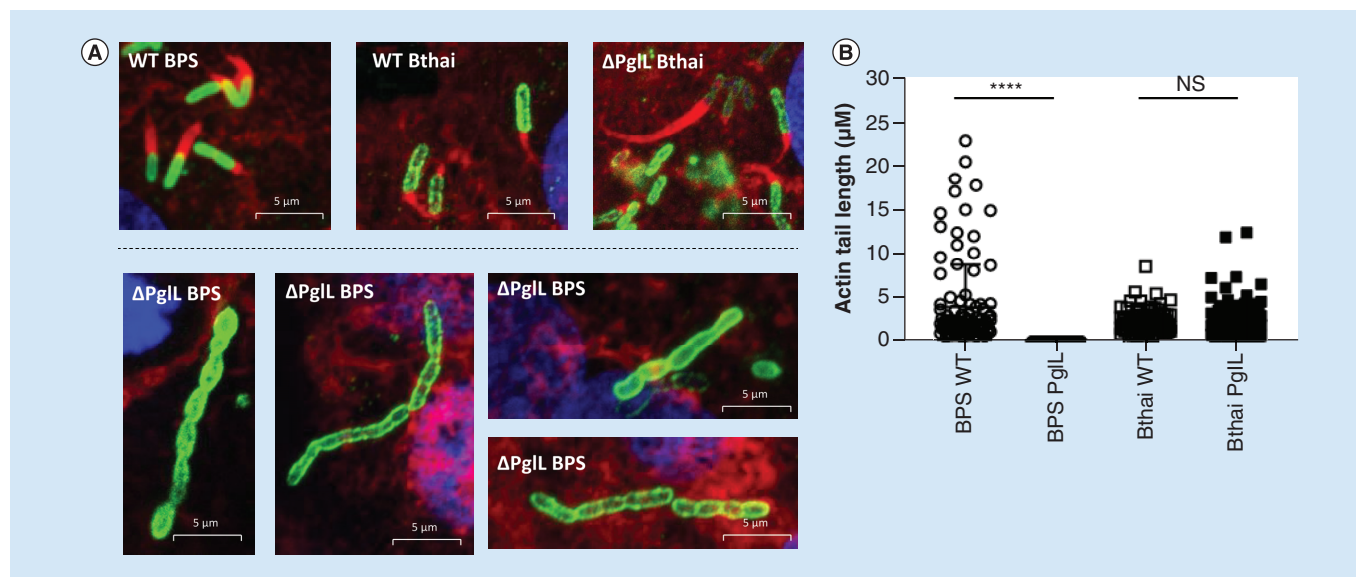 A
WT BPS
5 µm
WT Bthai
5 µm
ΔPglL Bthai
5 µm
ΔPglL BPS
5 µm
ΔPglL BPS
5 µm
ΔPglL BPS
5 µm
ΔPglL BPS
5 µm
B
Actin tail length (µM)
30
25
20
15
10
5
0
****
NS
BPS WT
BPS PglL
Bthai WT
Bthai PglL